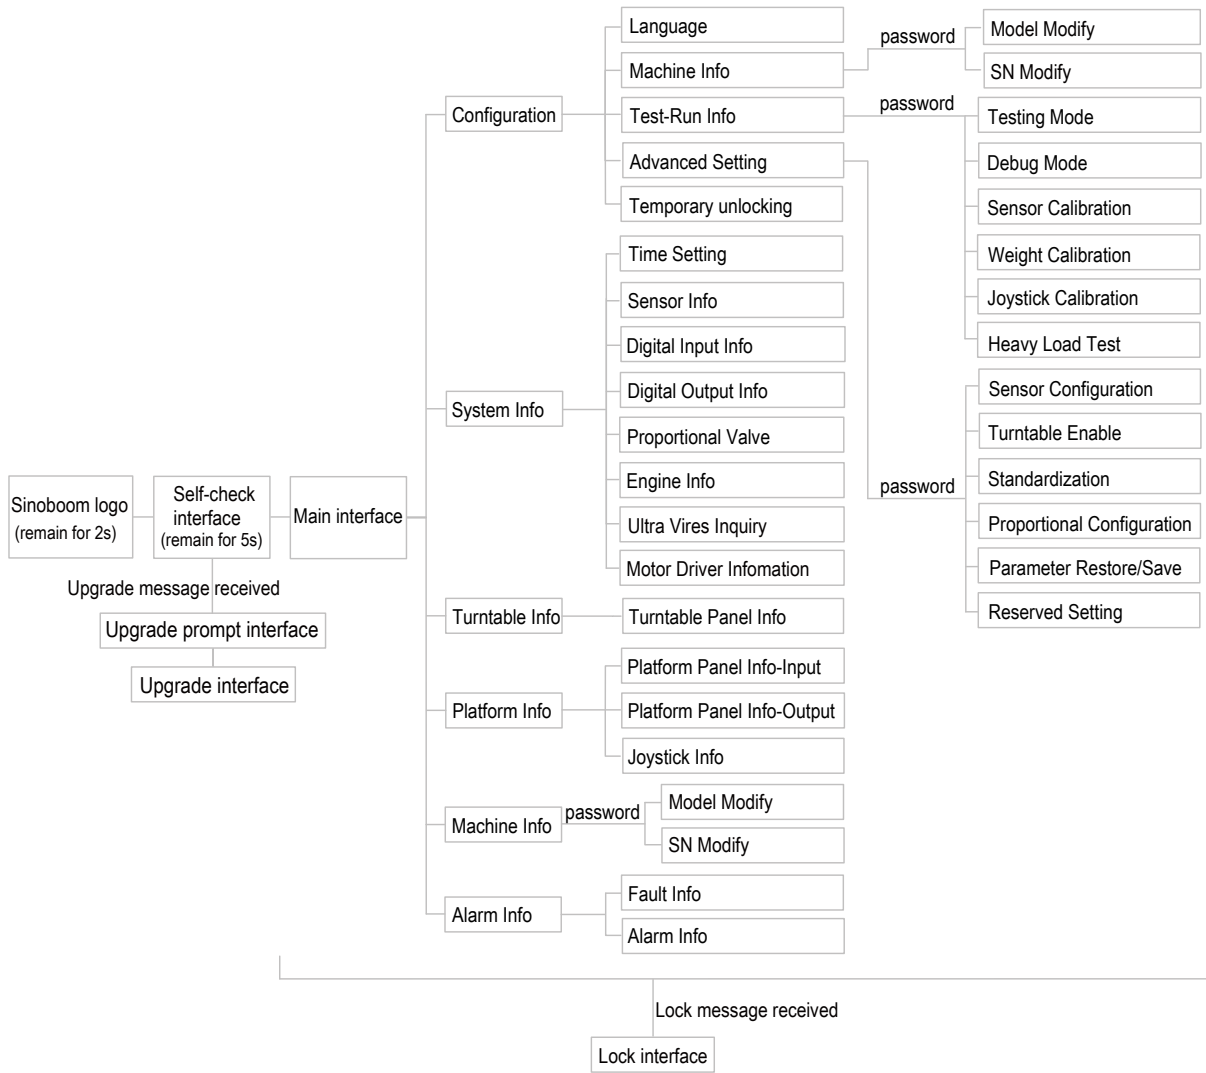 Sinoboom logo
(remain for 2s)
Self-check
interface
(remain for 5s)
Main interface
Upgrade message received
Upgrade prompt interface
Upgrade interface
Configuration
Language
Machine Info
password
Model Modify
SN Modify
Test-Run Info
password
Testing Mode
Debug Mode
Sensor Calibration
Weight Calibration
Joystick Calibration
Heavy Load Test
Advanced Setting
password
Sensor Configuration
Turntable Enable
Standardization
Proportional Configuration
Parameter Restore/Save
Reserved Setting
Temporary unlocking
System Info
Time Setting
Sensor Info
Digital Input Info
Digital Output Info
Proportional Valve
Engine Info
Ultra Vires Inquiry
Motor Driver Infomation
Turntable Info
Turntable Panel Info
Platform Info
Platform Panel Info-Input
Platform Panel Info-Output
Joystick Info
Machine Info
password
Model Modify
SN Modify
Alarm Info
Fault Info
Alarm Info
Lock message received
Lock interface